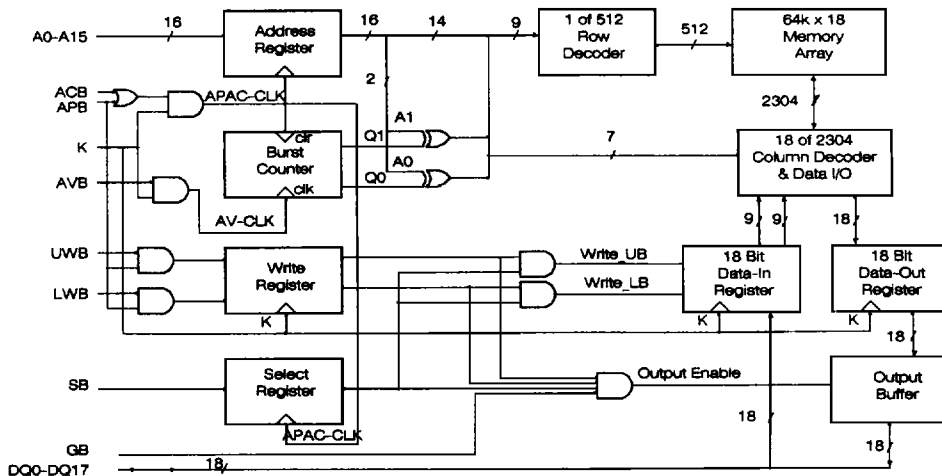 A0-A15
16
Address
Register
16
14
9
1 of 512
Row
Decoder
512
64k x 18
Memory
Array
2
2304
ACB
APB
APAC-CLK
K
clr
Burst
Counter
clk
Q1
A1
Q0
A0
7
18 of 2304
Column Decoder
& Data I/O
AVB
AV-CLK
9
9
18
UWB
LWB
Write
Register
K
Write_UB
Write_LB
18 Bit
Data-In
Register
K
18 Bit
Data-Out
Register
K
18
SB
Select
Register
APAC-CLK
Output Enable
Output
Buffer
18
18
GB
DQ0-DQ17
18